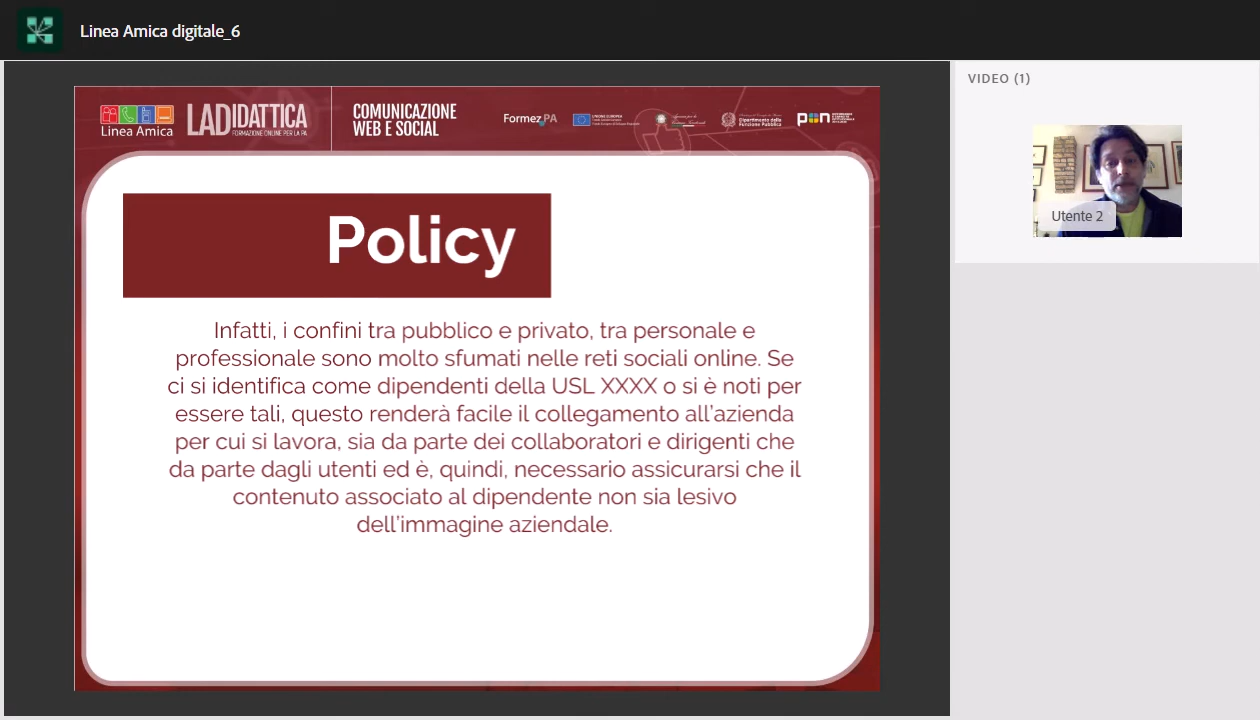 Linea Amica digitale_6
VIDEO (1)
Linea Amica
LADIDATTICA
FORMAZIONE ONLINE PER LA PA
COMUNICAZIONE
WEB E SOCIAL
FormezPA
UNIONE EUROPEA
Dipartimento della
Funzione Pubblica
pon
Utente 2
Policy
Infatti, i confini tra pubblico e privato, tra personale e
professionale sono molto sfumati nelle reti sociali online. Se
ci si identifica come dipendenti della USL XXXX o si è noti per
essere tali, questo renderà facile il collegamento all'azienda
per cui si lavora, sia da parte dei collaboratori e dirigenti che
da parte dagli utenti ed è, quindi, necessario assicurarsi che il
contenuto associato al dipendente non sia lesivo
dell'immagine aziendale.